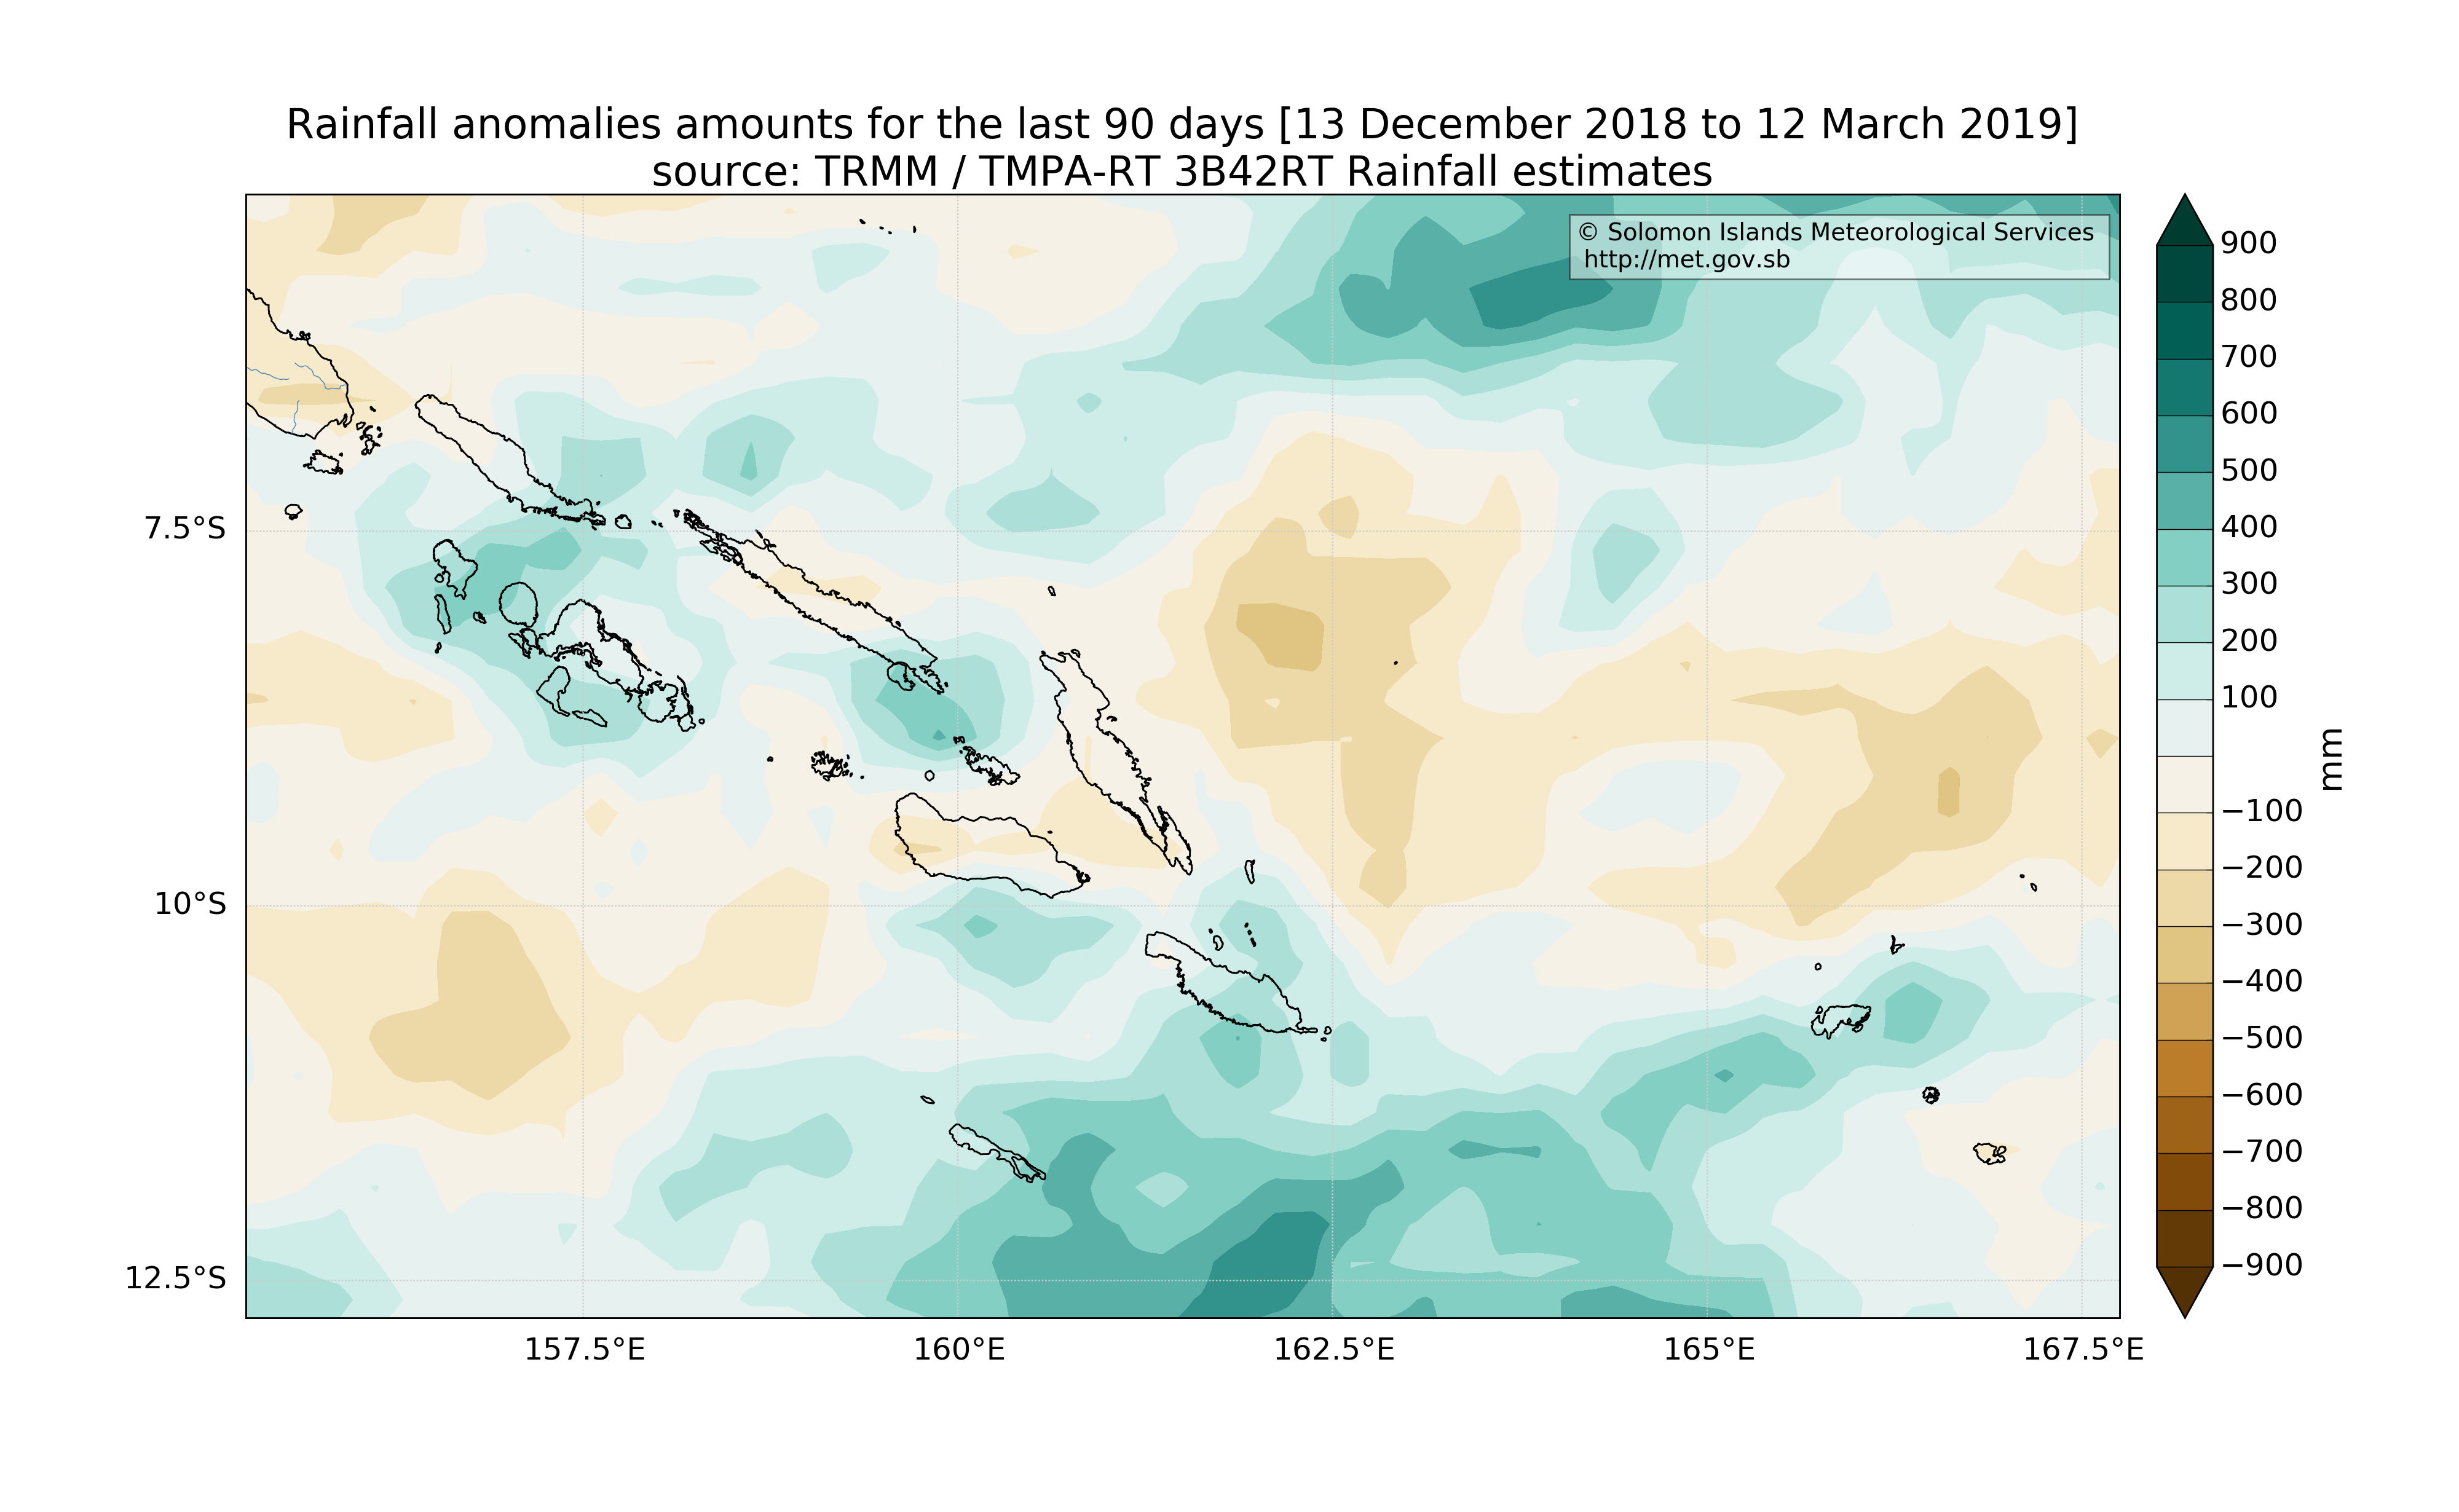 Rainfall anomalies amounts for the last 90 days [13 December 2018 to 12 March 2019]
source: TRMM / TMPA-RT 3B42RT Rainfall estimates
© Solomon Islands Meteorological Services
http://met.gov.sb
7.5°S
10°S
12.5°S
157.5°E
160°E
162.5°E
165°E
167.5°E
900
800
700
600
500
400
300
200
100
−100
−200
−300
−400
−500
−600
−700
−800
−900
mm